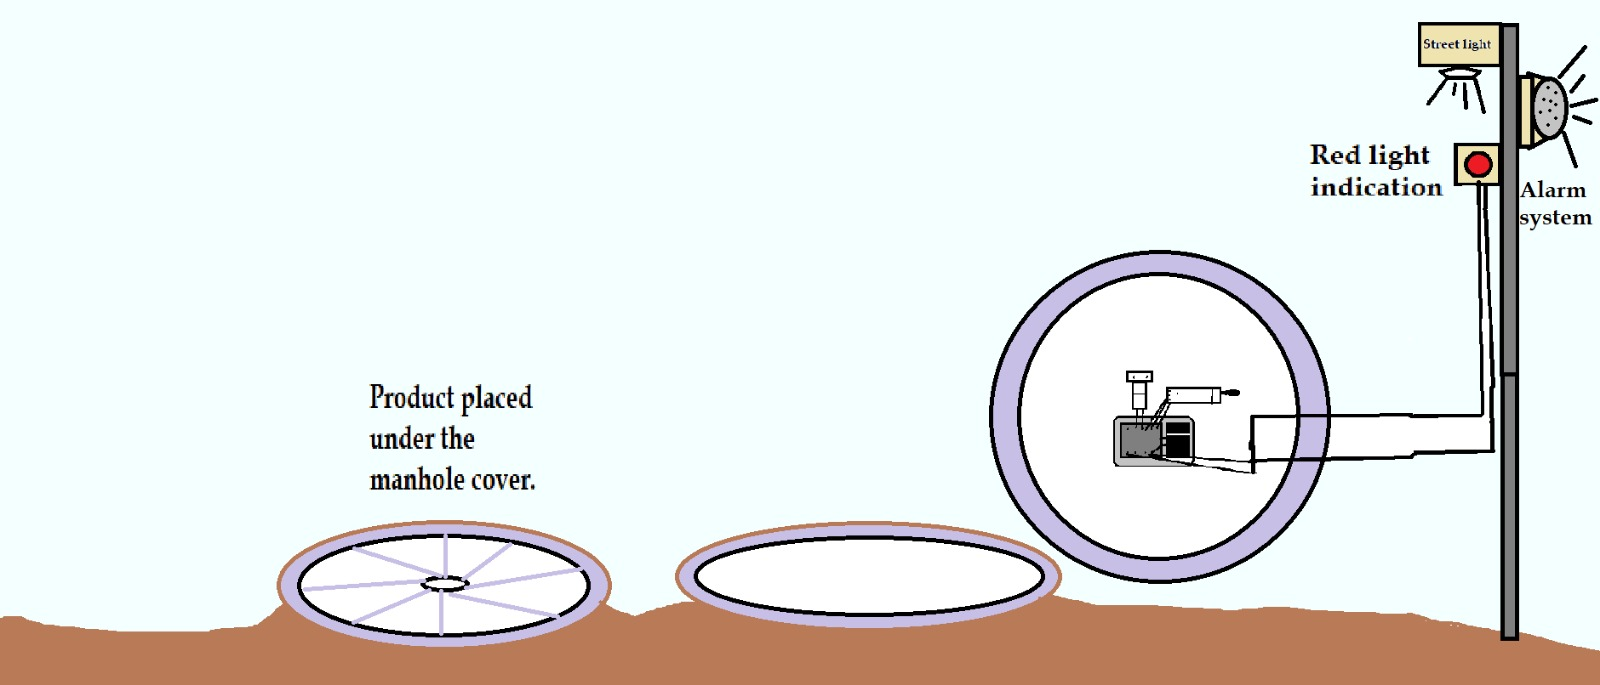 Street light
Red light
indication
Alarm
system
Product placed
under the
manhole cover.